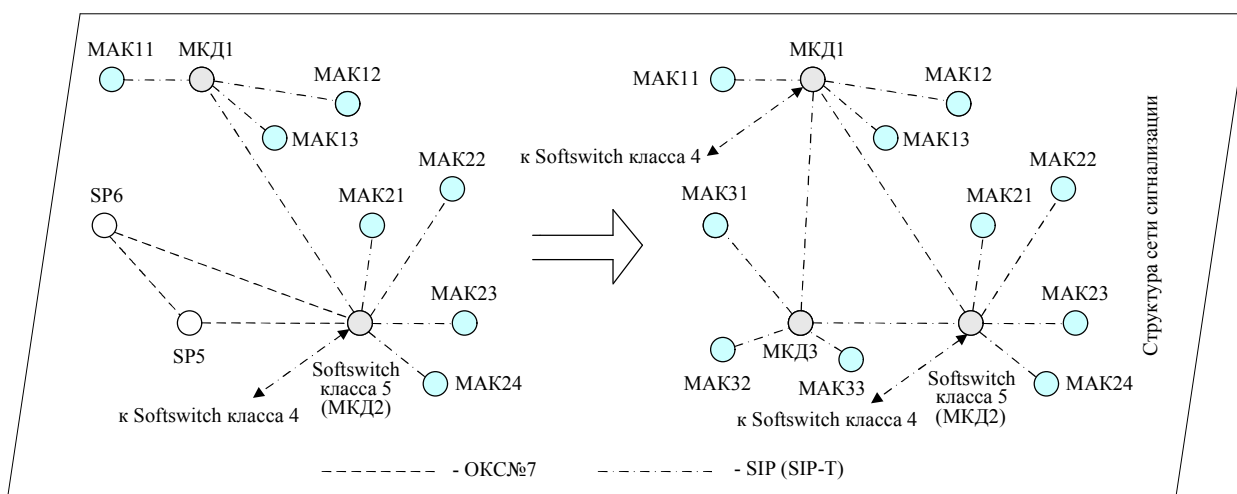 МАК11
МКД1
МАК12
МАК13
МАК22
МАК21
SP6
МАК23
SP5
Softswitch
класса 5
(МКД2)
МАК24
к Softswitch класса 4
МКД1
МАК11
МАК12
МАК13
к Softswitch класса 4
МАК22
МАК31
МАК21
МАК23
МКД3
МАК32
МАК33
Softswitch
класса 5
(МКД2)
МАК24
к Softswitch класса 4
Структура сети сигнализации
- ОКС№7
- SIP (SIP-T)